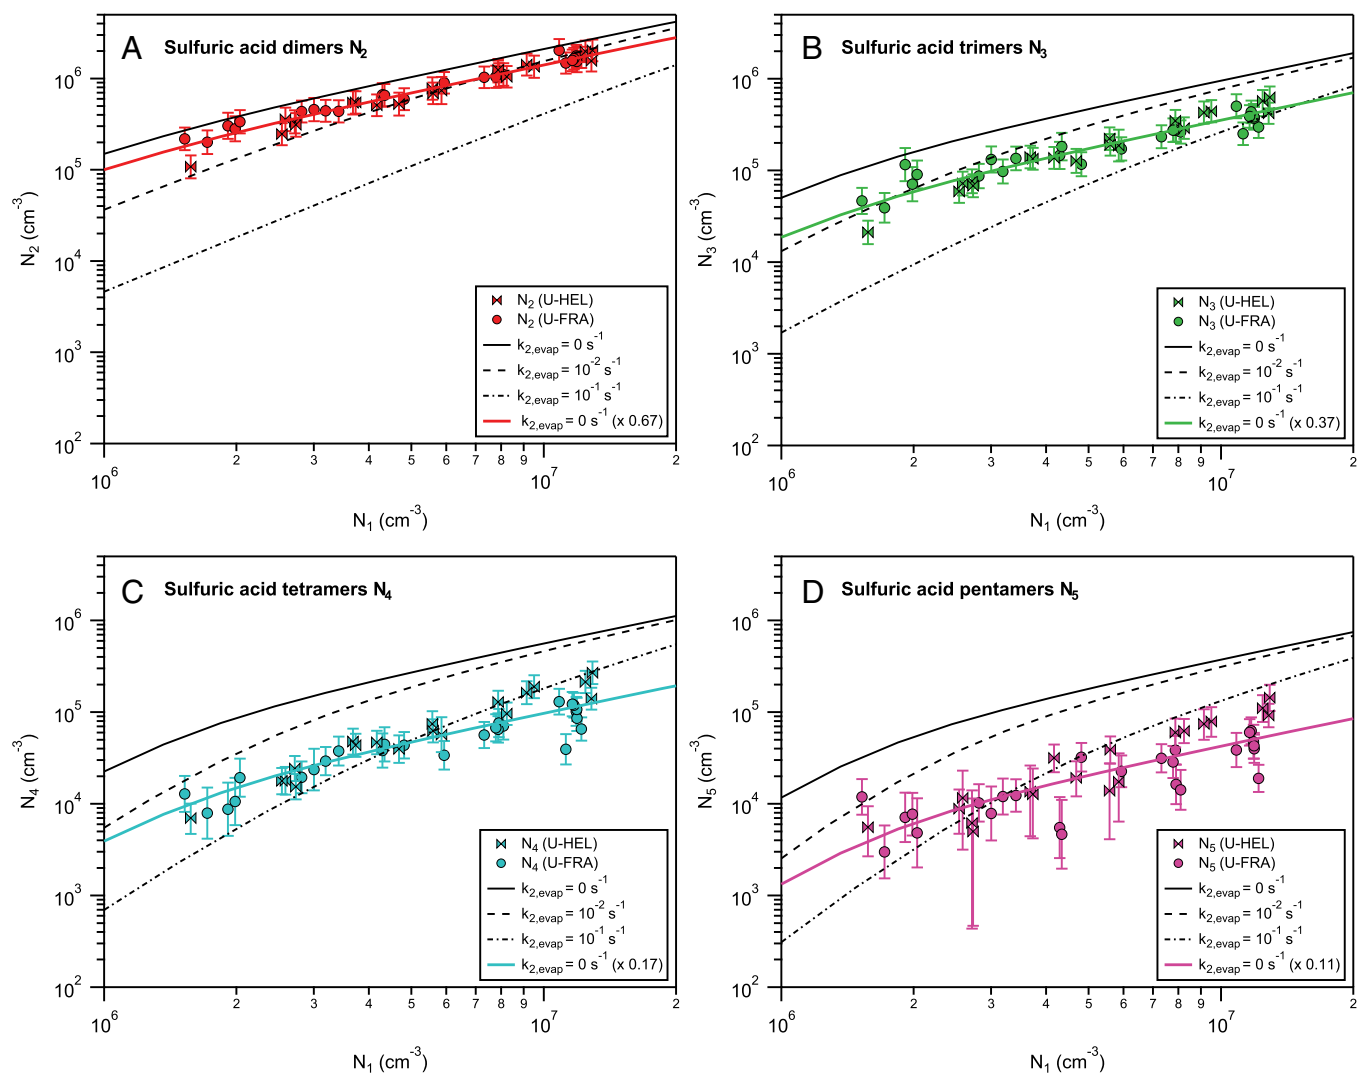 A Sulfuric acid dimers N2
N2 (cm-3)
10^6
10^5
10^4
10^3
10^2
N2 (U-HEL)
N2 (U-FRA)
k2,evap = 0 s-1
k2,evap = 10-2 s-1
k2,evap = 10-1 s-1
k2,evap = 0 s-1 (x 0.67)
10^6 2 3 4 5 6 7 8 9 10^7 2
N1 (cm-3)
B Sulfuric acid trimers N3
N3 (cm-3)
10^6
10^5
10^4
10^3
10^2
N3 (U-HEL)
N3 (U-FRA)
k2,evap = 0 s-1
k2,evap = 10-2 s-1
k2,evap = 10-1 s-1
k2,evap = 0 s-1 (x 0.37)
10^6 2 3 4 5 6 7 8 9 10^7 2
N1 (cm-3)
C Sulfuric acid tetramers N4
N4 (cm-3)
10^6
10^5
10^4
10^3
10^2
N4 (U-HEL)
N4 (U-FRA)
k2,evap = 0 s-1
k2,evap = 10-2 s-1
k2,evap = 10-1 s-1
k2,evap = 0 s-1 (x 0.17)
10^6 2 3 4 5 6 7 8 9 10^7 2
N1 (cm-3)
D Sulfuric acid pentamers N5
N5 (cm-3)
10^6
10^5
10^4
10^3
10^2
N5 (U-HEL)
N5 (U-FRA)
k2,evap = 0 s-1
k2,evap = 10-2 s-1
k2,evap = 10-1 s-1
k2,evap = 0 s-1 (x 0.11)
10^6 2 3 4 5 6 7 8 9 10^7 2
N1 (cm-3)